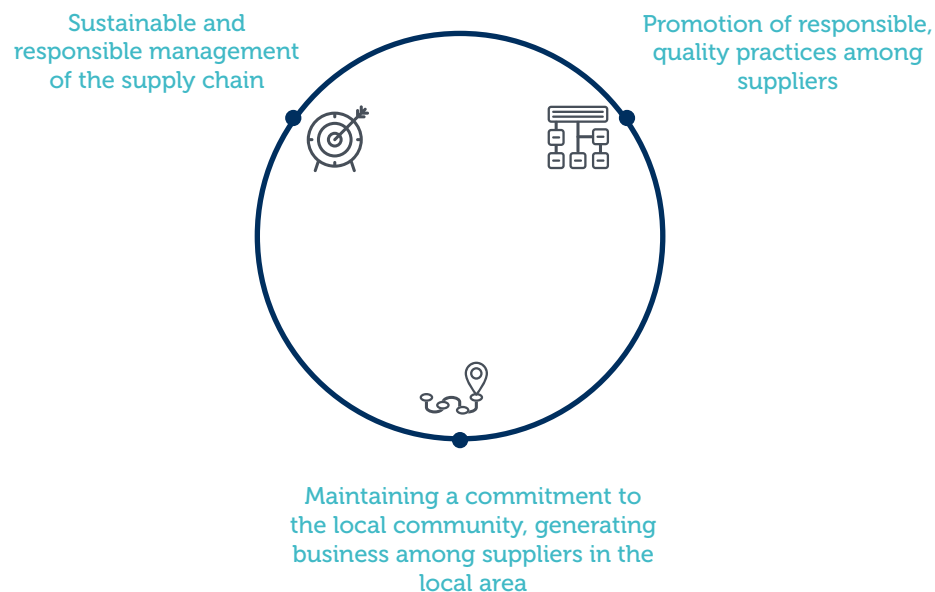 Sustainable and
responsible management
of the supply chain
Promotion of responsible,
quality practices among
suppliers
Maintaining a commitment to
the local community, generating
business among suppliers in the
local area